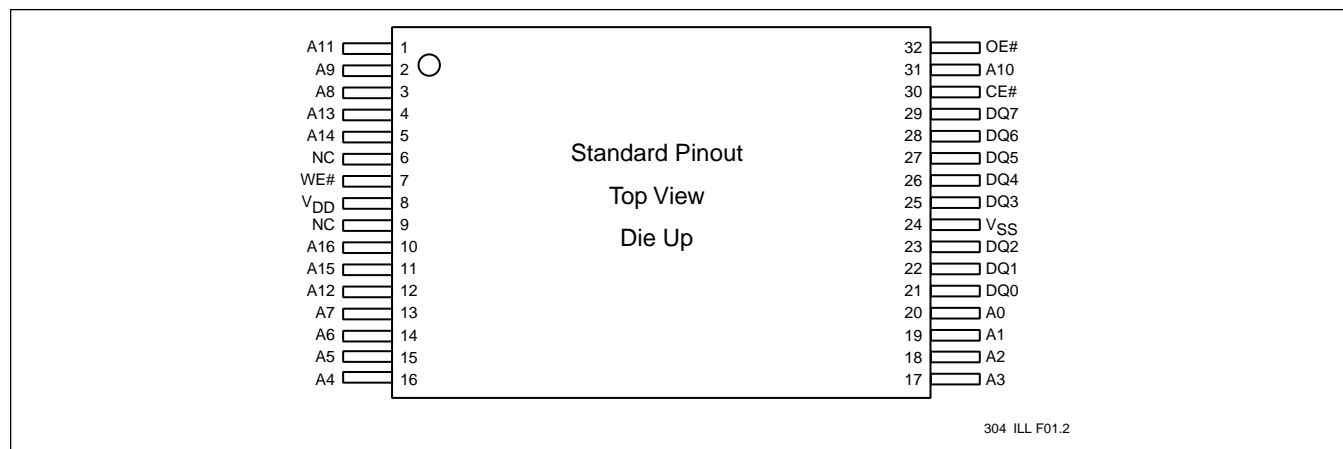 A11 1 32 OE#
A9 2 31 A10
A8 3 30 CE#
A13 4 29 DQ7
A14 5 28 DQ6
NC 6 27 DQ5
WE# 7 26 DQ4
VDD 8 25 DQ3
NC 9 24 VSS
A16 10 23 DQ2
A15 11 22 DQ1
A12 12 21 DQ0
A7 13 20 A0
A6 14 19 A1
A5 15 18 A2
A4 16 17 A3
Standard Pinout
Top View
Die Up
304 ILL F01.2